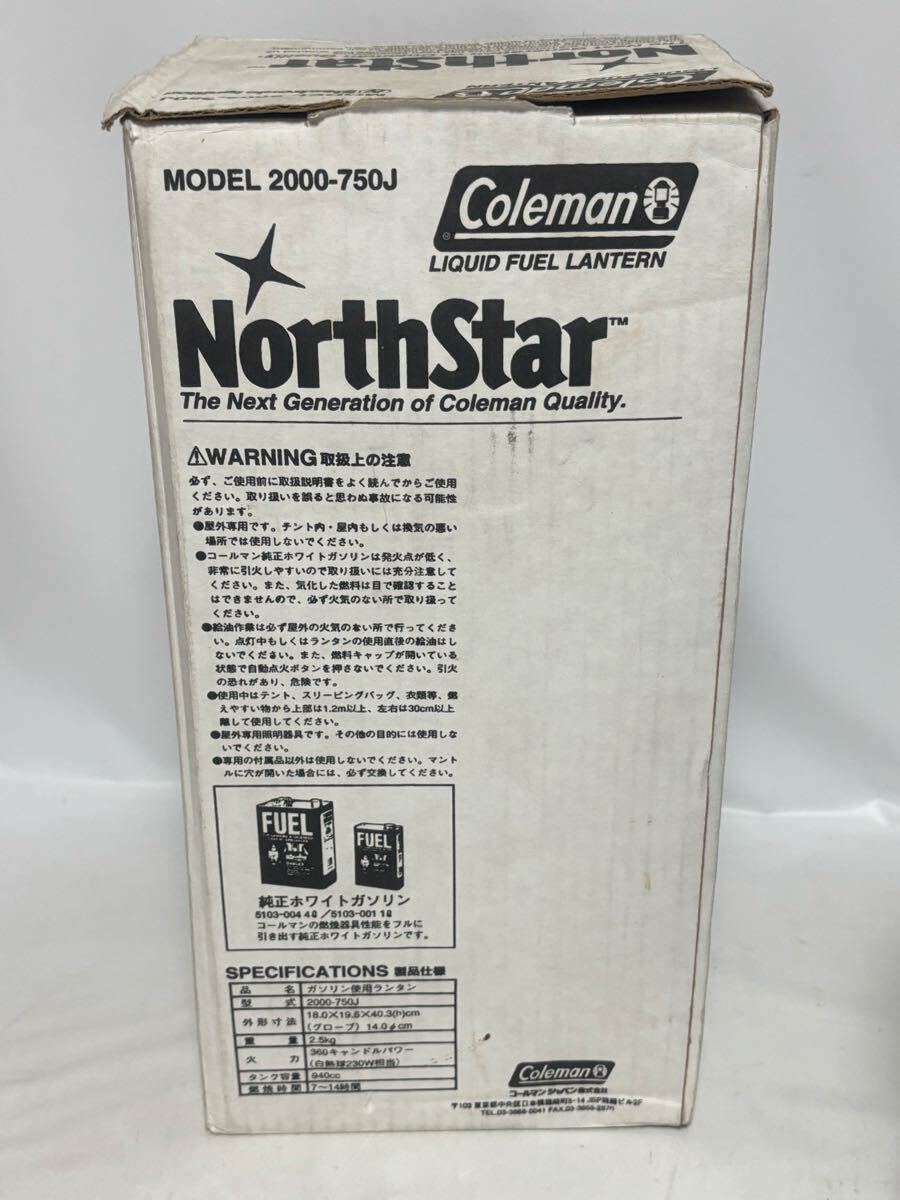 NorthStar
Coleman
MODEL 2000-750J
Coleman
LIQUID FUEL LANTERN
NorthStar™
The Next Generation of Coleman Quality.
⚠WARNING 取扱上の注意
必ず、ご使用前に取扱説明書をよく読んでからご使用
ください。取り扱いを誤ると思わぬ事故になる可能性
があります。
●屋外専用です。テント内・屋内もしくは換気の悪い
場所では使用しないでください。
●コールマン純正ホワイトガソリンは発火点が低く、
非常に引火しやすいので取り扱いには充分注意して
ください。また、気化した燃料は目で確認すること
はできませんので、必ず火気のない所で取り扱って
ください。
●給油作業は必ず屋外の火気のない所で行ってくださ
い。点灯中もしくはランタンの使用直後の給油はし
ないでください。また、燃料キャップが開いている
状態で自動点火ボタンを押さないでください。引火
の恐れがあり、危険です。
●使用中はテント、スリーピングバッグ、衣類等、燃
えやすい物から上部は1.2m以上、左右は30cm以上
離して使用してください。
●屋外専用照明器具です。その他の目的には使用しな
いでください。
●専用の付属品以外は使用しないでください。マント
ルに穴が開いた場合には、必ず交換してください。
FUEL
FUEL
純正ホワイトガソリン
5103-004 4ℓ／5103-001 1ℓ
コールマンの燃焼器具性能をフルに
引き出す純正ホワイトガソリンです。
SPECIFICATIONS 製品仕様
品名 ガソリン使用ランタン
型式 2000-750J
外形寸法 18.0×19.5×40.3(h)cm
(グローブ) 14.0φcm
重量 2.5kg
火力 360キャンドルパワー
(白熱球230W相当)
タンク容量 940cc
燃焼時間 7〜14時間
Coleman
コールマン ジャパン株式会社
〒103 東京都中央区日本橋箱崎町5-14